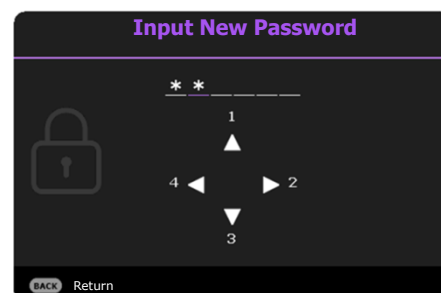 Input New Password
* * _ _ _ _
1
4 2
3
BACK Return